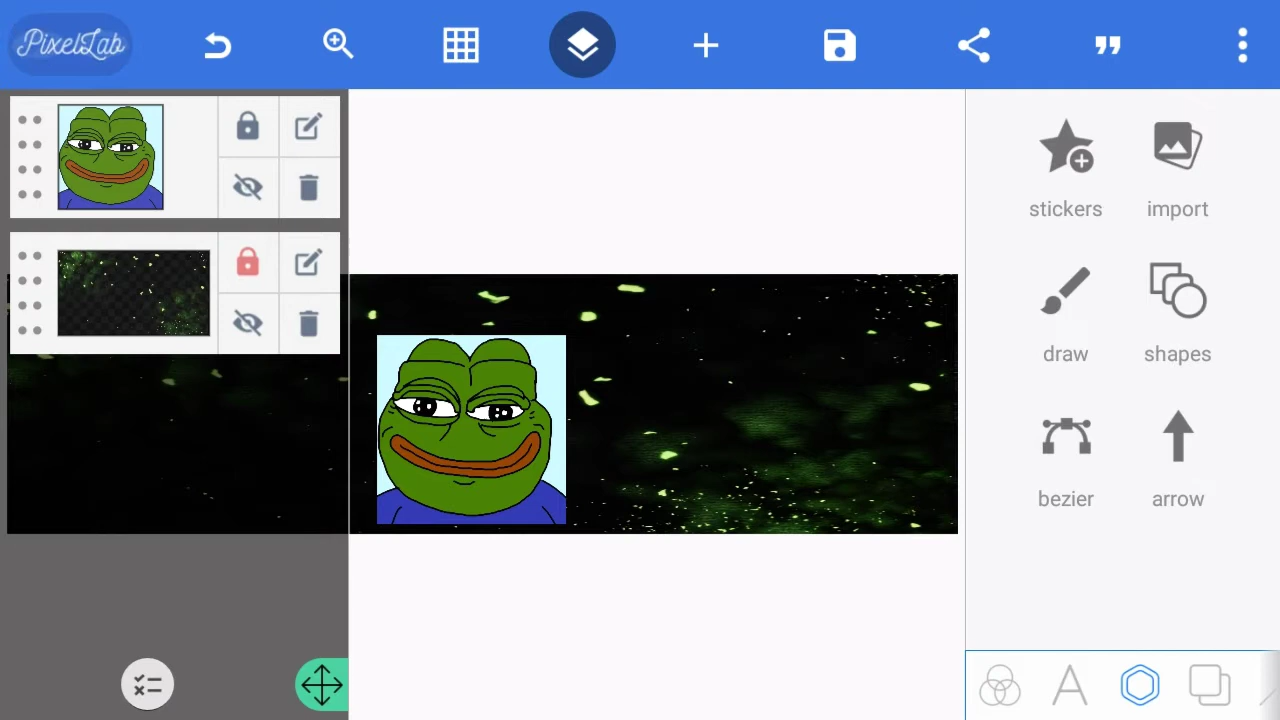 PixelLab
stickers
import
draw
shapes
bezier
arrow